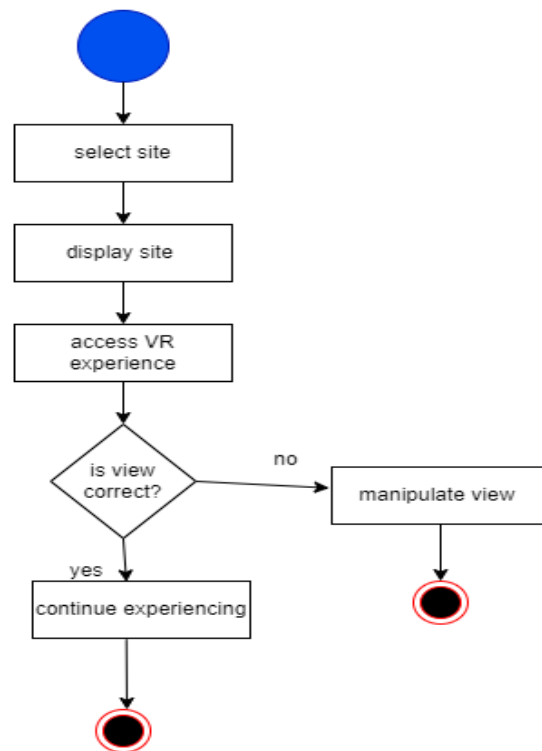 select site
display site
access VR
experience
is view
correct?
no
manipulate view
yes
continue experiencing